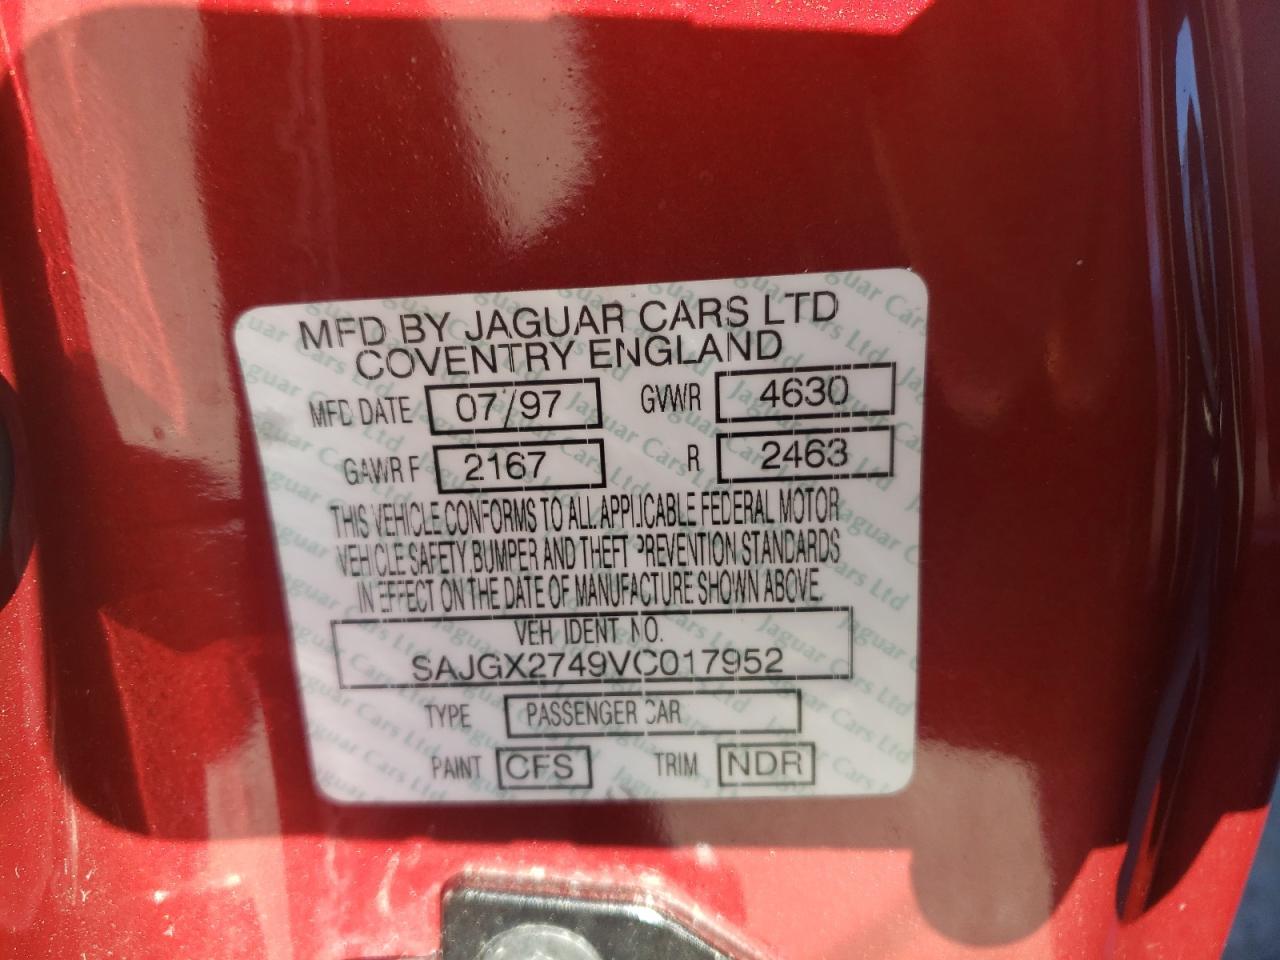 MFD BY JAGUAR CARS LTD
COVENTRY ENGLAND
MFD DATE 07/97 GVWR 4630
GAWR F 2167 R 2463
THIS VEHICLE CONFORMS TO ALL APPLICABLE FEDERAL MOTOR
VEHICLE SAFETY, BUMPER AND THEFT PREVENTION STANDARDS
IN EFFECT ON THE DATE OF MANUFACTURE SHOWN ABOVE.
VEH IDENT NO.
SAJGX2749VC017952
TYPE PASSENGER CAR
PAINT CFS TRIM NDR